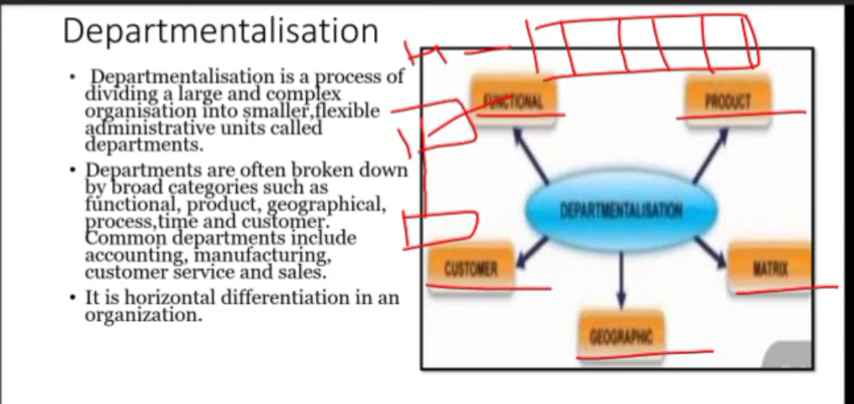 Departmentalisation
• Departmentalisation is a process of
dividing a large and complex
organisation into smaller,flexible
administrative units called
departments.
• Departments are often broken down
by broad categories such as
functional, product, geographical,
process,time and customer.
Common departments include
accounting, manufacturing,
customer service and sales.
• It is horizontal differentiation in an
organization.
FUNCTIONAL
PRODUCT
DEPARTMENTALISATION
CUSTOMER
MATRIX
GEOGRAPHIC